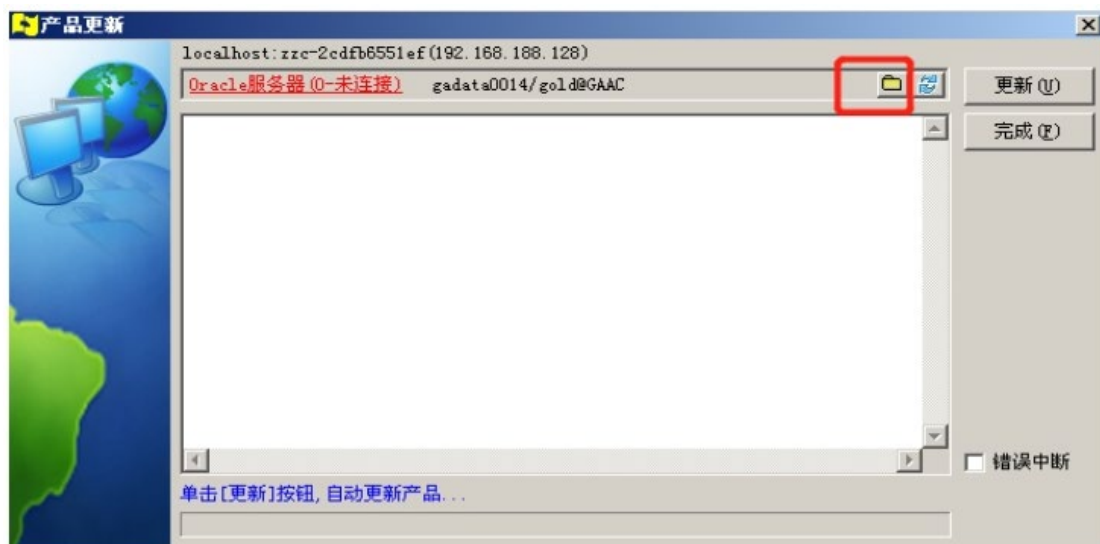 产品更新
localhost:zzc-2cdfb6551ef(192.168.188.128)
Oracle服务器(0-未连接) gadata0014/gold@GAAC
更新(U)
完成(F)
错误中断
单击[更新]按钮,自动更新产品...